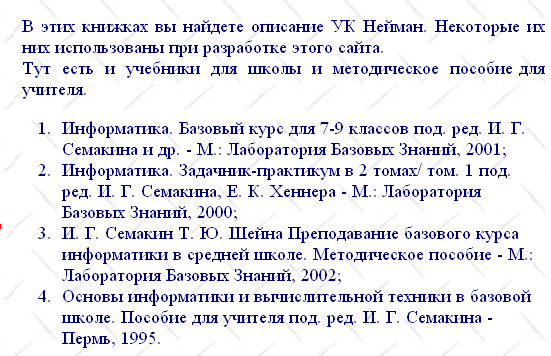 В этих книжках вы найдете описание УК Нейман. Некоторые их
них использованы при разработке этого сайта.
Тут есть и учебники для школы и методическое пособие для
учителя.
1. Информатика. Базовый курс для 7-9 классов под. ред. И. Г.
Семакина и др. - М.: Лаборатория Базовых Знаний, 2001;
2. Информатика. Задачник-практикум в 2 томах/ том. 1 под.
ред. И. Г. Семакина, Е. К. Хеннера - М.: Лаборатория
Базовых Знаний, 2000;
3. И. Г. Семакин Т. Ю. Шейна Преподавание базового курса
информатики в средней школе. Методическое пособие - М.:
Лаборатория Базовых Знаний, 2002;
4. Основы информатики и вычислительной техники в базовой
школе. Пособие для учителя под. ред. И. Г. Семакина -
Пермь, 1995.